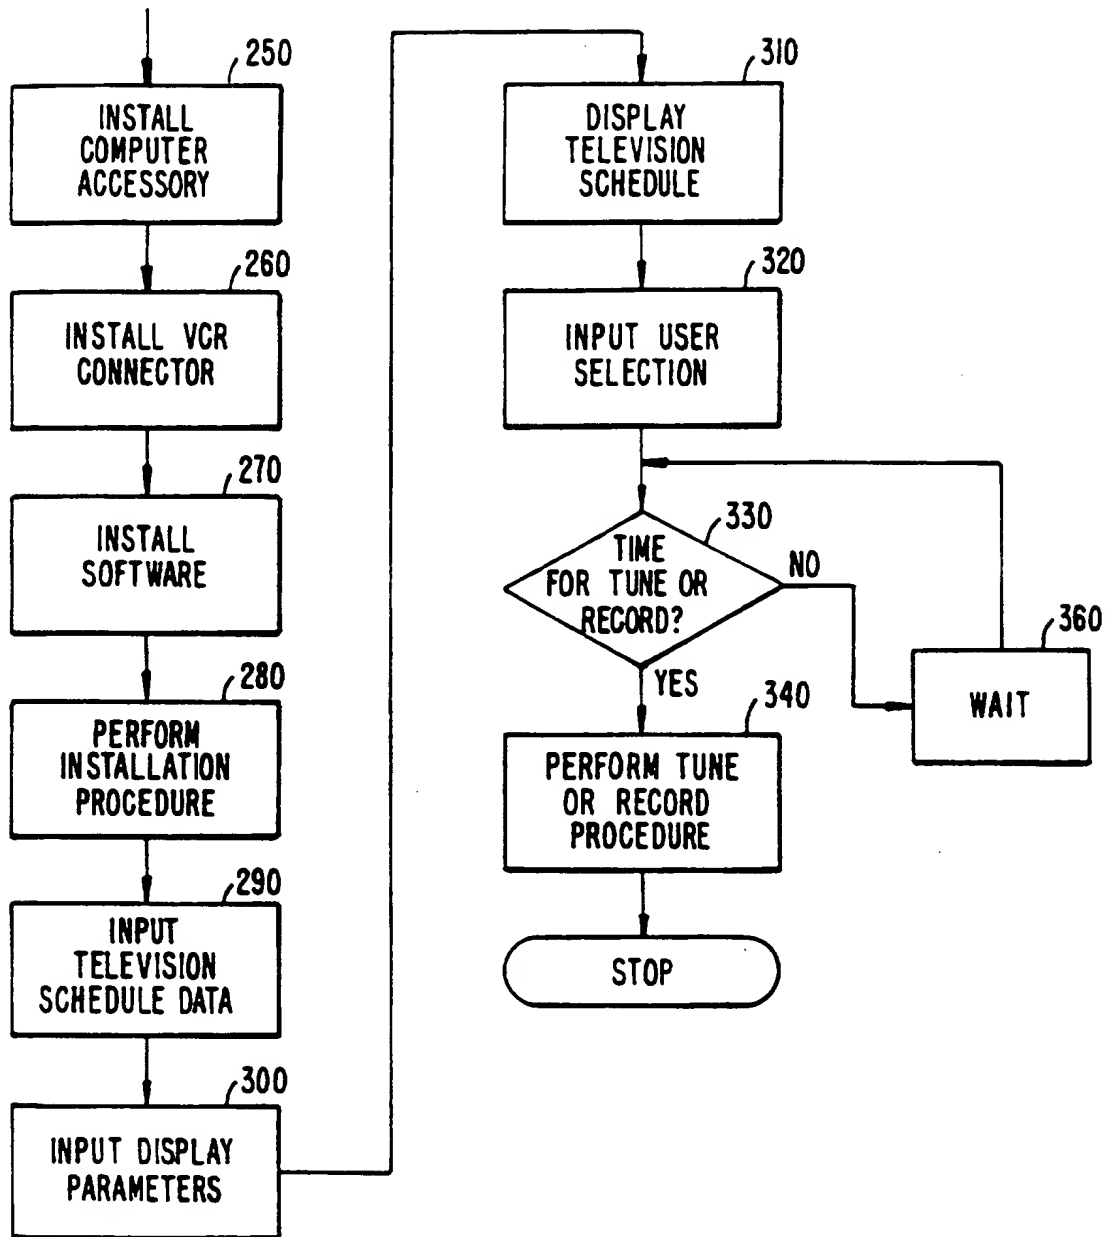 250
INSTALL
COMPUTER
ACCESSORY
260
INSTALL VCR
CONNECTOR
270
INSTALL
SOFTWARE
280
PERFORM
INSTALLATION
PROCEDURE
290
INPUT
TELEVISION
SCHEDULE DATA
300
INPUT DISPLAY
PARAMETERS
310
DISPLAY
TELEVISION
SCHEDULE
320
INPUT USER
SELECTION
330
TIME
FOR TUNE OR
RECORD?
NO
YES
360
WAIT
340
PERFORM TUNE
OR RECORD
PROCEDURE
STOP